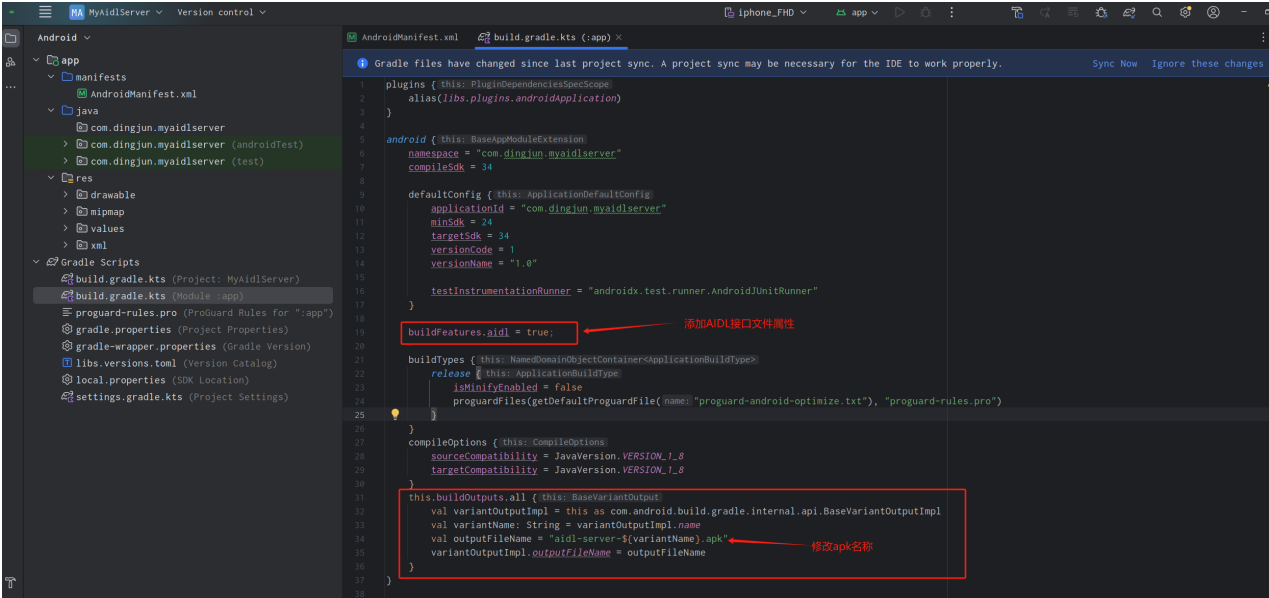 MA MyAidlServer Version control iphone_FHD app
Android
AndroidManifest.xml build.gradle.kts (:app)
Gradle files have changed since last project sync. A project sync may be necessary for the IDE to work properly. Sync Now Ignore these changes
app
manifests
AndroidManifest.xml
java
com.dingjun.myaidlserver
com.dingjun.myaidlserver (androidTest)
com.dingjun.myaidlserver (test)
res
drawable
mipmap
values
xml
Gradle Scripts
build.gradle.kts (Project: MyAidlServer)
build.gradle.kts (Module :app)
proguard-rules.pro (ProGuard Rules for ":app")
gradle.properties (Project Properties)
gradle-wrapper.properties (Gradle Version)
libs.versions.toml (Version Catalog)
local.properties (SDK Location)
settings.gradle.kts (Project Settings)
1 plugins { this: PluginDependenciesSpecScope
2 alias(libs.plugins.androidApplication)
3 }
4
5 android { this: BaseAppModuleExtension
6 namespace = "com.dingjun.myaidlserver"
7 compileSdk = 34
8
9 defaultConfig { this: ApplicationDefaultConfig
10 applicationId = "com.dingjun.myaidlserver"
11 minSdk = 24
12 targetSdk = 34
13 versionCode = 1
14 versionName = "1.0"
15
16 testInstrumentationRunner = "androidx.test.runner.AndroidJUnitRunner"
17 }
18
19 buildFeatures.aidl = true; 添加AIDL接口文件属性
20
21 buildTypes { this: NamedDomainObjectContainer<ApplicationBuildType>
22 release { this: ApplicationBuildType
23 isMinifyEnabled = false
24 proguardFiles(getDefaultProguardFile( name: "proguard-android-optimize.txt"), "proguard-rules.pro")
25 }
26 }
27 compileOptions { this: CompileOptions
28 sourceCompatibility = JavaVersion.VERSION_1_8
29 targetCompatibility = JavaVersion.VERSION_1_8
30 }
31 this.buildOutputs.all { this: BaseVariantOutput
32 val variantOutputImpl = this as com.android.build.gradle.internal.api.BaseVariantOutputImpl
33 val variantName: String = variantOutputImpl.name
34 val outputFileName = "aidl-server-${variantName}.apk" 修改apk名称
35 variantOutputImpl.outputFileName = outputFileName
36 }
37 }
38